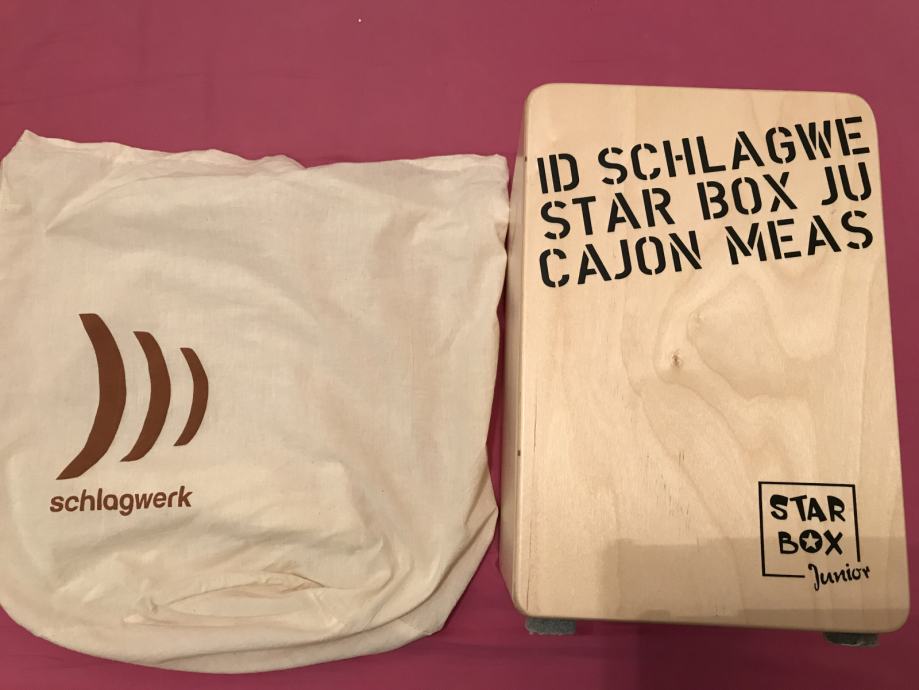 schlagwerk
ID SCHLAGWE
STAR BOX JU
CAJON MEAS
STAR
BOX
Junior